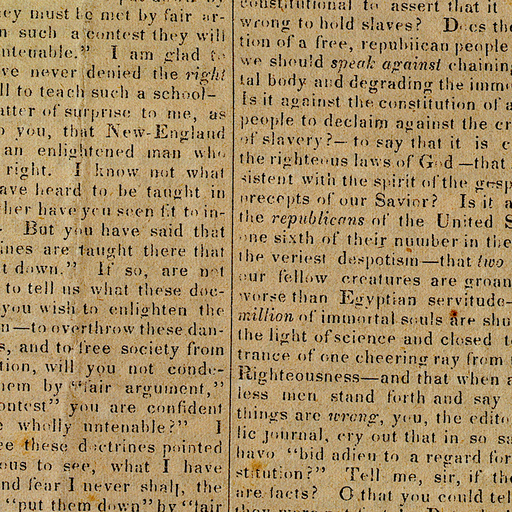 ey must be met by fair ar-
n such a contest they will
ntenable." I am glad to
ve never denied the right
ll to teach such a school-
atter of surprise to me, as
o you, that New-England
an enlightened man who
right. I know not what
ave heard to be taught in
her have you seen fit to in-
. But you have said that
ines are taught there that
t down." If so, are not
to tell us what these doc-
you wish to enlighten the
n—to overthrow these dan-
s, and to free society from
tion, will you not conde-
hem by "fair argument,"
ontest" you are confident
e wholly untenable?" I
ee these doctrines pointed
ous to see, what I have
nd fear I never shall, the
"put them down" by "fair
constitutional to assert that it
wrong to hold slaves? Does the
tion of a free, republican people
we should speak against chaining
tal body and degrading the imm
Is it against the constitution of a
people to declaim against the cr
of slavery?—to say that it is c
the righteous laws of God—that
sistent with the spirit of the gosp
precepts of our Savior? Is it a
the republicans of the United S
one sixth of their number in the
the veriest despotism—that two
our fellow creatures are groan
worse than Egyptian servitude—
million of immortal souls are shu
the light of science and closed t
trance of one cheering ray from
Righteousness—and that when a
less men stand forth and say
things are wrong, you, the edito
lic journal, cry out that in so sa
havo "bid adieu to a regard for
stitution?" Tell me, sir, if the
are facts? O that you could tel